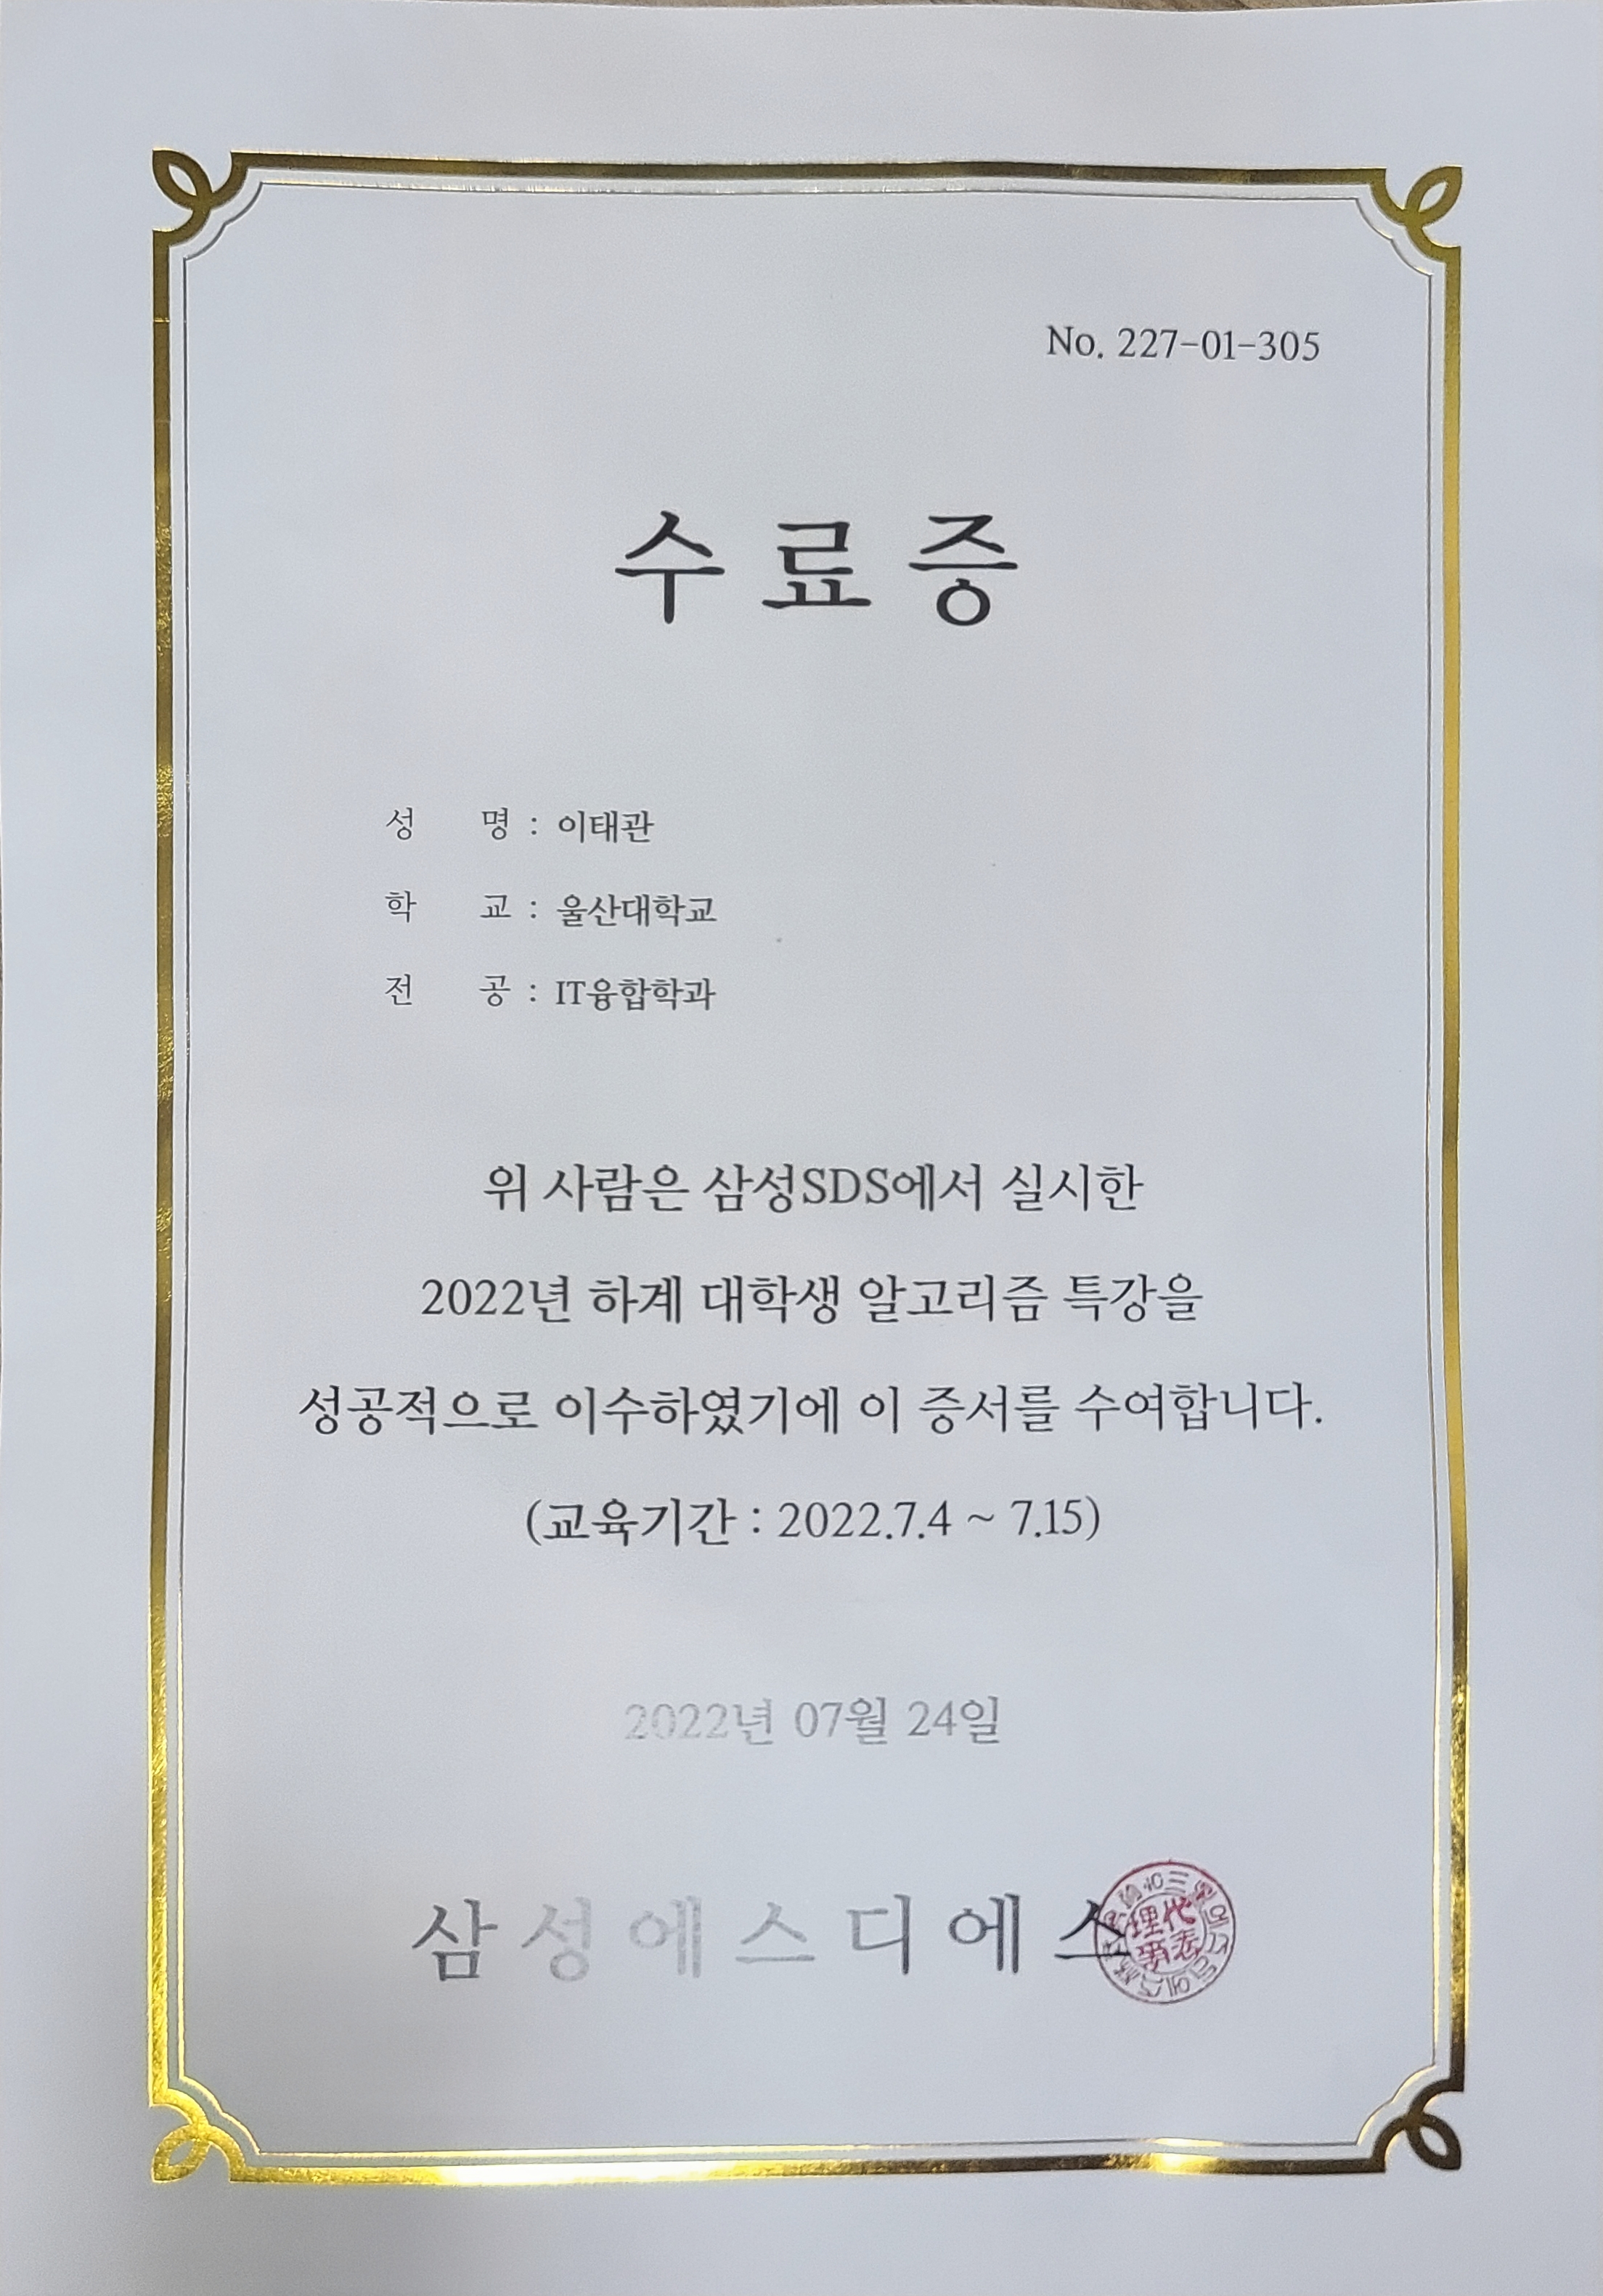 No. 227-01-305
수료증
성 명 : 이태관
학 교 : 울산대학교
전 공 : IT융합학과
위 사람은 삼성SDS에서 실시한
2022년 하계 대학생 알고리즘 특강을
성공적으로 이수하였기에 이 증서를 수여합니다.
(교육기간 : 2022.7.4 ~ 7.15)
2022년 07월 24일
삼성에스디에스